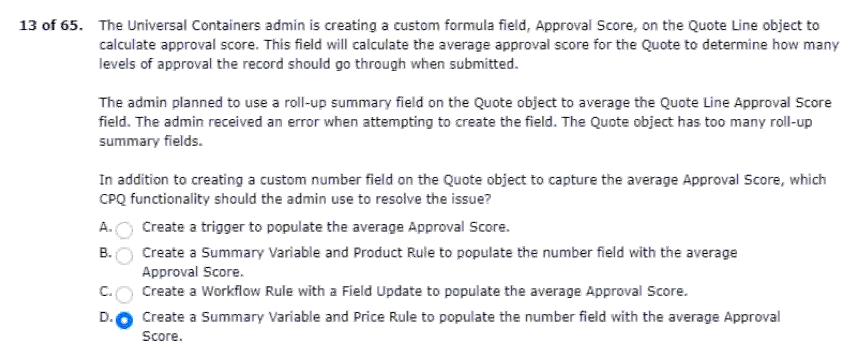 13 of 65. The Universal Containers admin is creating a custom formula field, Approval Score, on the Quote Line object to
calculate approval score. This field will calculate the average approval score for the Quote to determine how many
levels of approval the record should go through when submitted.
The admin planned to use a roll-up summary field on the Quote object to average the Quote Line Approval Score
field. The admin received an error when attempting to create the field. The Quote object has too many roll-up
summary fields.
In addition to creating a custom number field on the Quote object to capture the average Approval Score, which
CPQ functionality should the admin use to resolve the issue?
A. Create a trigger to populate the average Approval Score.
B. Create a Summary Variable and Product Rule to populate the number field with the average
Approval Score.
C. Create a Workflow Rule with a Field Update to populate the average Approval Score.
D. Create a Summary Variable and Price Rule to populate the number field with the average Approval
Score.